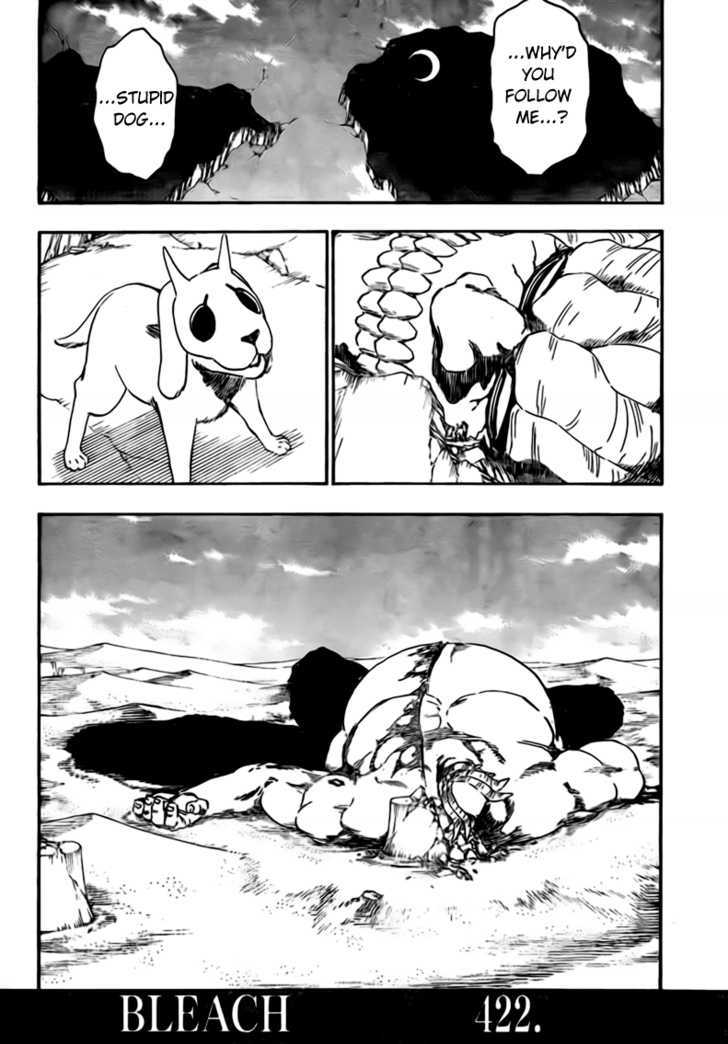 ...WHY'D
YOU
FOLLOW
ME...?
...STUPID
DOG...
BLEACH 422.